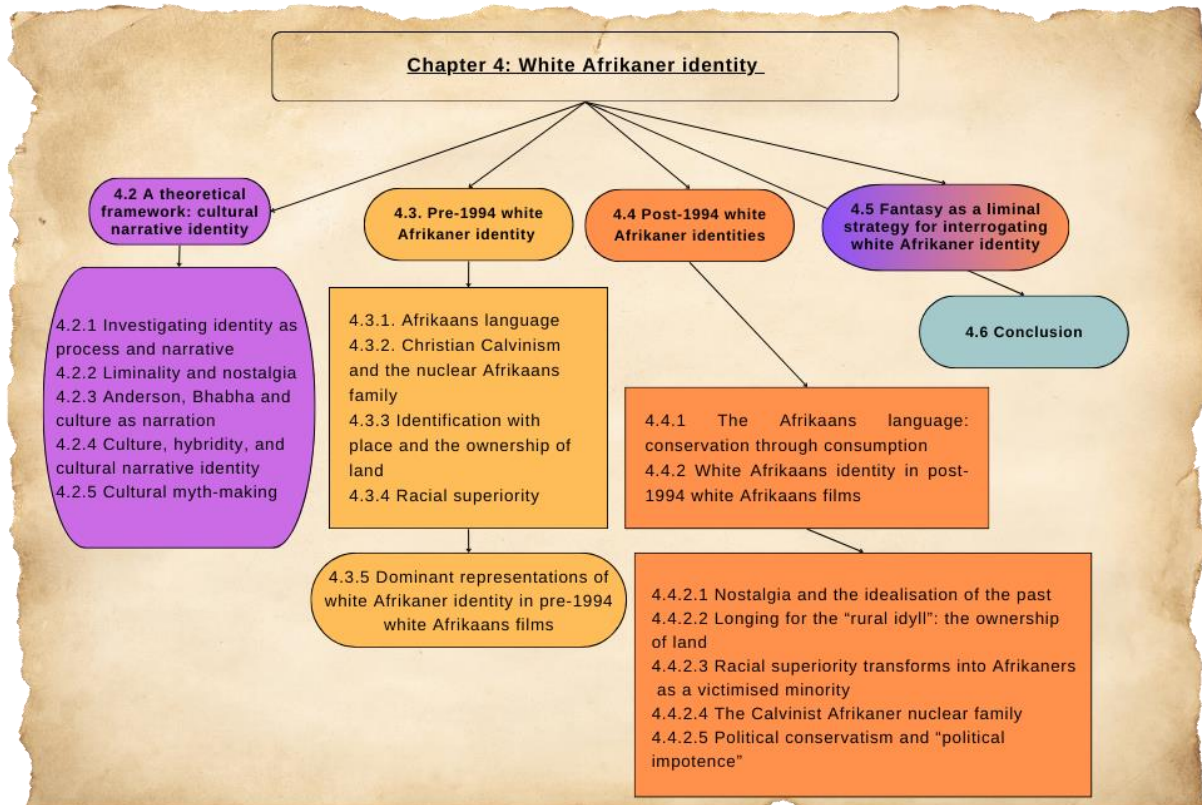 Chapter 4: White Afrikaner identity
4.2 A theoretical
framework: cultural
narrative identity
4.2.1 Investigating identity as
process and narrative
4.2.2 Liminality and nostalgia
4.2.3 Anderson, Bhabha and
culture as narration
4.2.4 Culture, hybridity, and
cultural narrative identity
4.2.5 Cultural myth-making
4.3. Pre-1994 white
Afrikaner identity
4.3.1. Afrikaans language
4.3.2. Christian Calvinism
and the nuclear Afrikaans
family
4.3.3 Identification with
place and the ownership of
land
4.3.4 Racial superiority
4.3.5 Dominant representations of
white Afrikaner identity in pre-1994
white Afrikaans films
4.4 Post-1994 white
Afrikaner identities
4.4.1 The Afrikaans language:
conservation through consumption
4.4.2 White Afrikaans identity in post-
1994 white Afrikaans films
4.4.2.1 Nostalgia and the idealisation of the past
4.4.2.2 Longing for the “rural idyll”: the ownership
of land
4.4.2.3 Racial superiority transforms into Afrikaners
as a victimised minority
4.4.2.4 The Calvinist Afrikaner nuclear family
4.4.2.5 Political conservatism and “political
impotence”
4.5 Fantasy as a liminal
strategy for interrogating
white Afrikaner identity
4.6 Conclusion